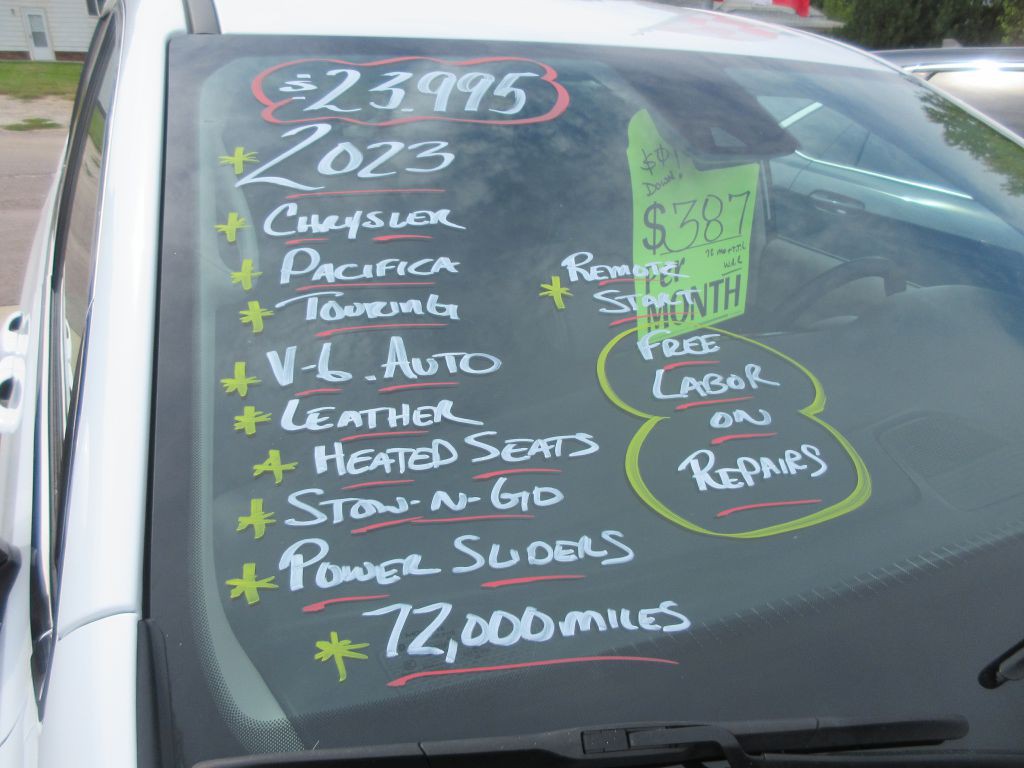 $23,995
* 2023
* CHRYSLER
* PACIFICA
* TOURING
* V-6. AUTO
* LEATHER
* HEATED SEATS
* STOW-N-GO
* POWER SLIDERS
* 72,000 MILES
* REMOTE
START
FREE
LABOR
ON
REPAIRS
DOWN.
$387
PER
MONTH